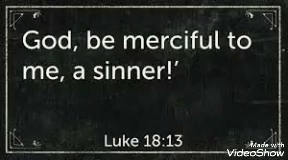 God, be merciful to
me, a sinner!’
Luke 18:13
Made with
VideoShow